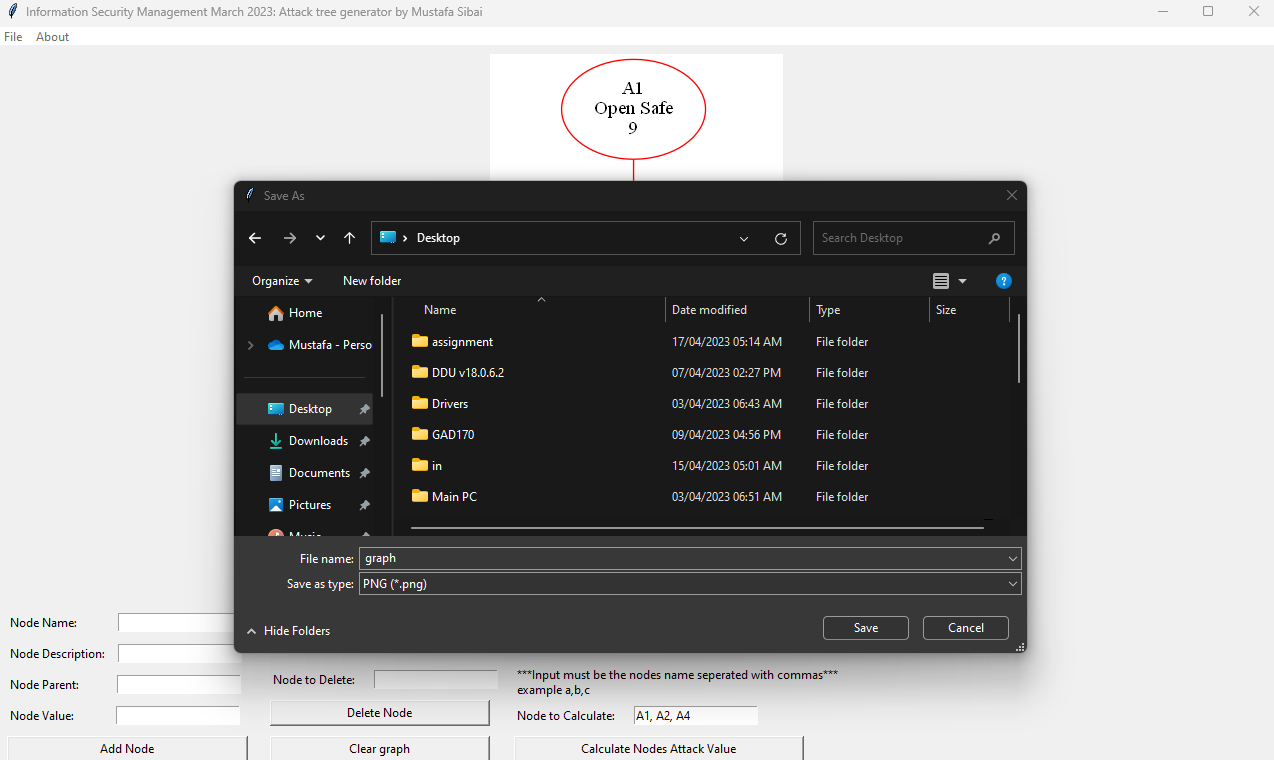 Information Security Management March 2023: Attack tree generator by Mustafa Sibai
File About
A1
Open Safe
9
Save As
Desktop
Search Desktop
Organize New folder
Name Date modified Type Size
Home
Mustafa - Perso
Desktop
Downloads
Documents
Pictures
Music
assignment 17/04/2023 05:14 AM File folder
DDU v18.0.6.2 07/04/2023 02:27 PM File folder
Drivers 03/04/2023 06:43 AM File folder
GAD170 09/04/2023 04:56 PM File folder
in 15/04/2023 05:01 AM File folder
Main PC 03/04/2023 06:51 AM File folder
File name: graph
Save as type: PNG (*.png)
Hide Folders
Save
Cancel
Node Name:
Node Description:
Node Parent:
Node Value:
Add Node
Node to Delete:
Delete Node
Clear graph
***Input must be the nodes name seperated with commas***
example a,b,c
Node to Calculate: A1, A2, A4
Calculate Nodes Attack Value